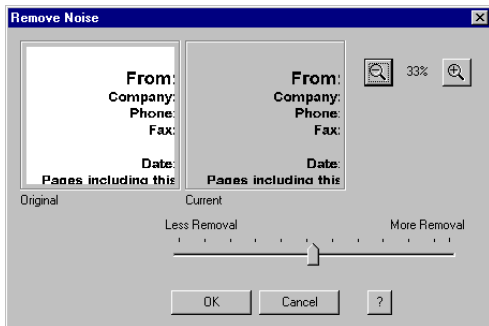 Remove Noise
From:
Company:
Phone:
Fax:
Date:
Pages including this
Original
From:
Company:
Phone:
Fax:
Date:
Pages including this
Current
33%
Less Removal More Removal
OK Cancel ?